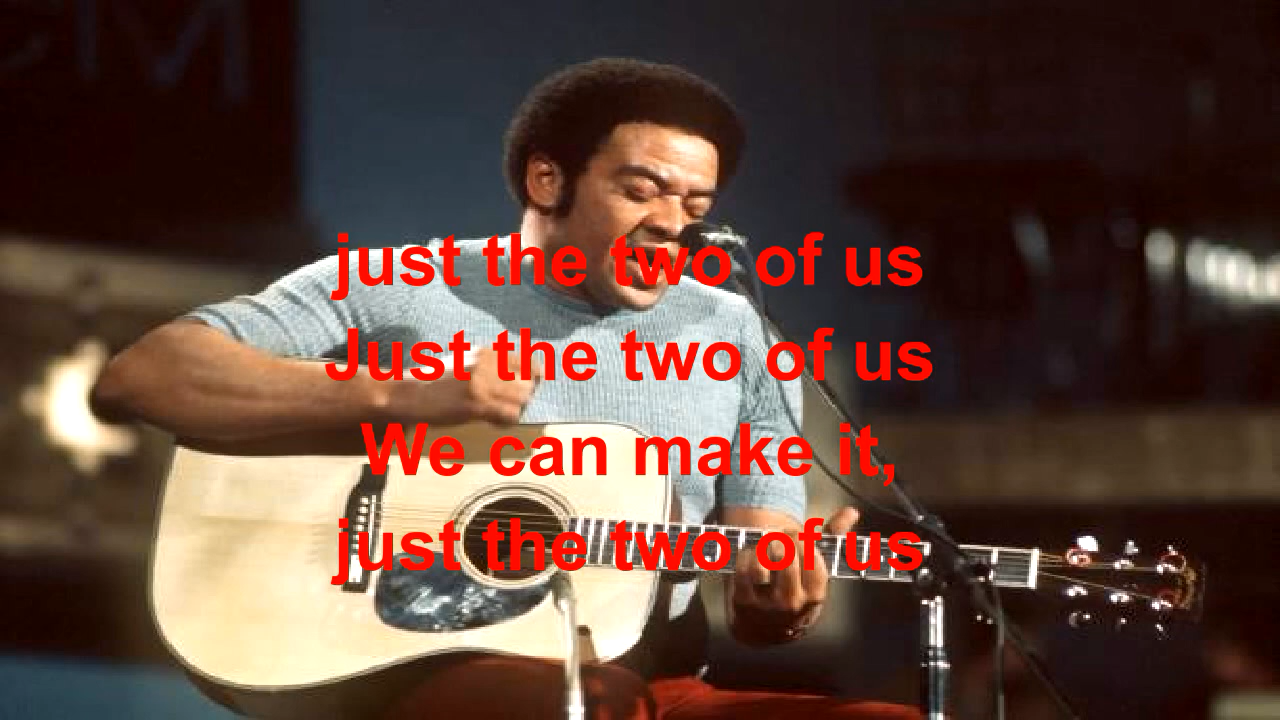 just the two of us
Just the two of us
We can make it,
just the two of us